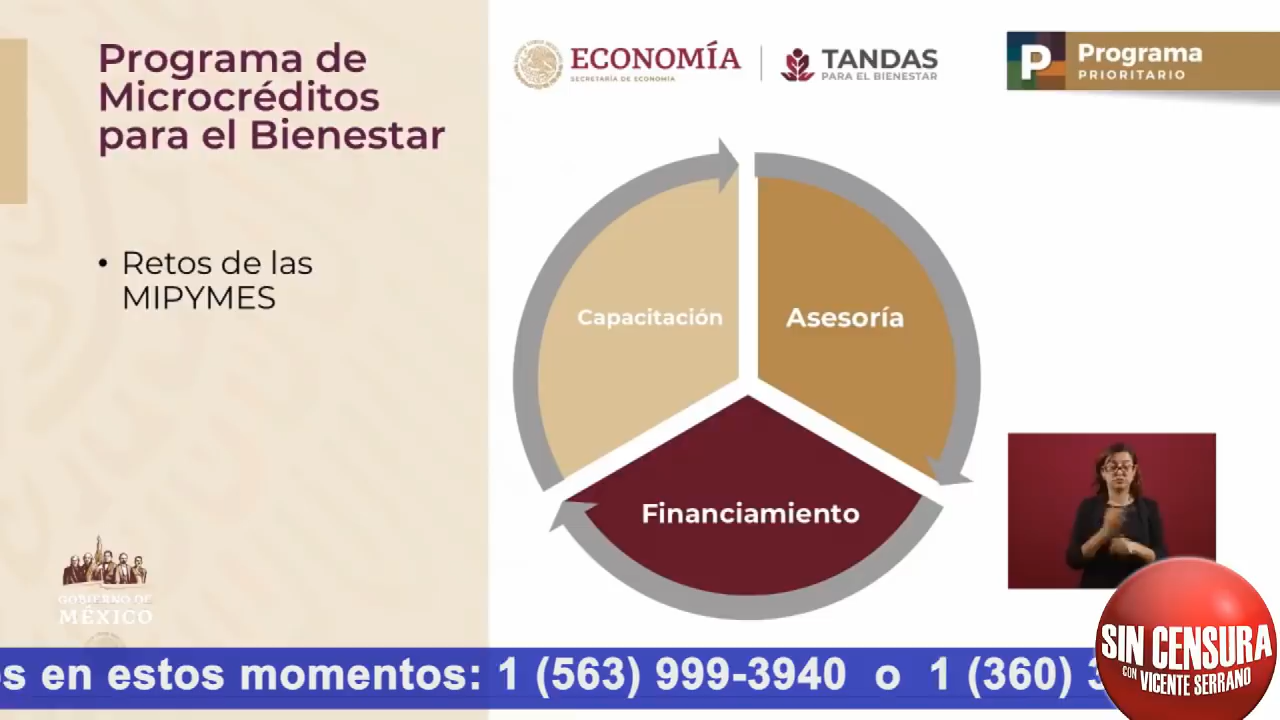 Programa de
Microcréditos
para el Bienestar
• Retos de las
MIPYMES
ECONOMÍA
SECRETARÍA DE ECONOMÍA
TANDAS
PARA EL BIENESTAR
P
Programa
PRIORITARIO
Capacitación
Asesoría
Financiamiento
GOBIERNO DE
MÉXICO
s en estos momentos: 1 (563) 999-3940 o 1 (360) 3
SIN CENSURA
CON
VICENTE SERRANO